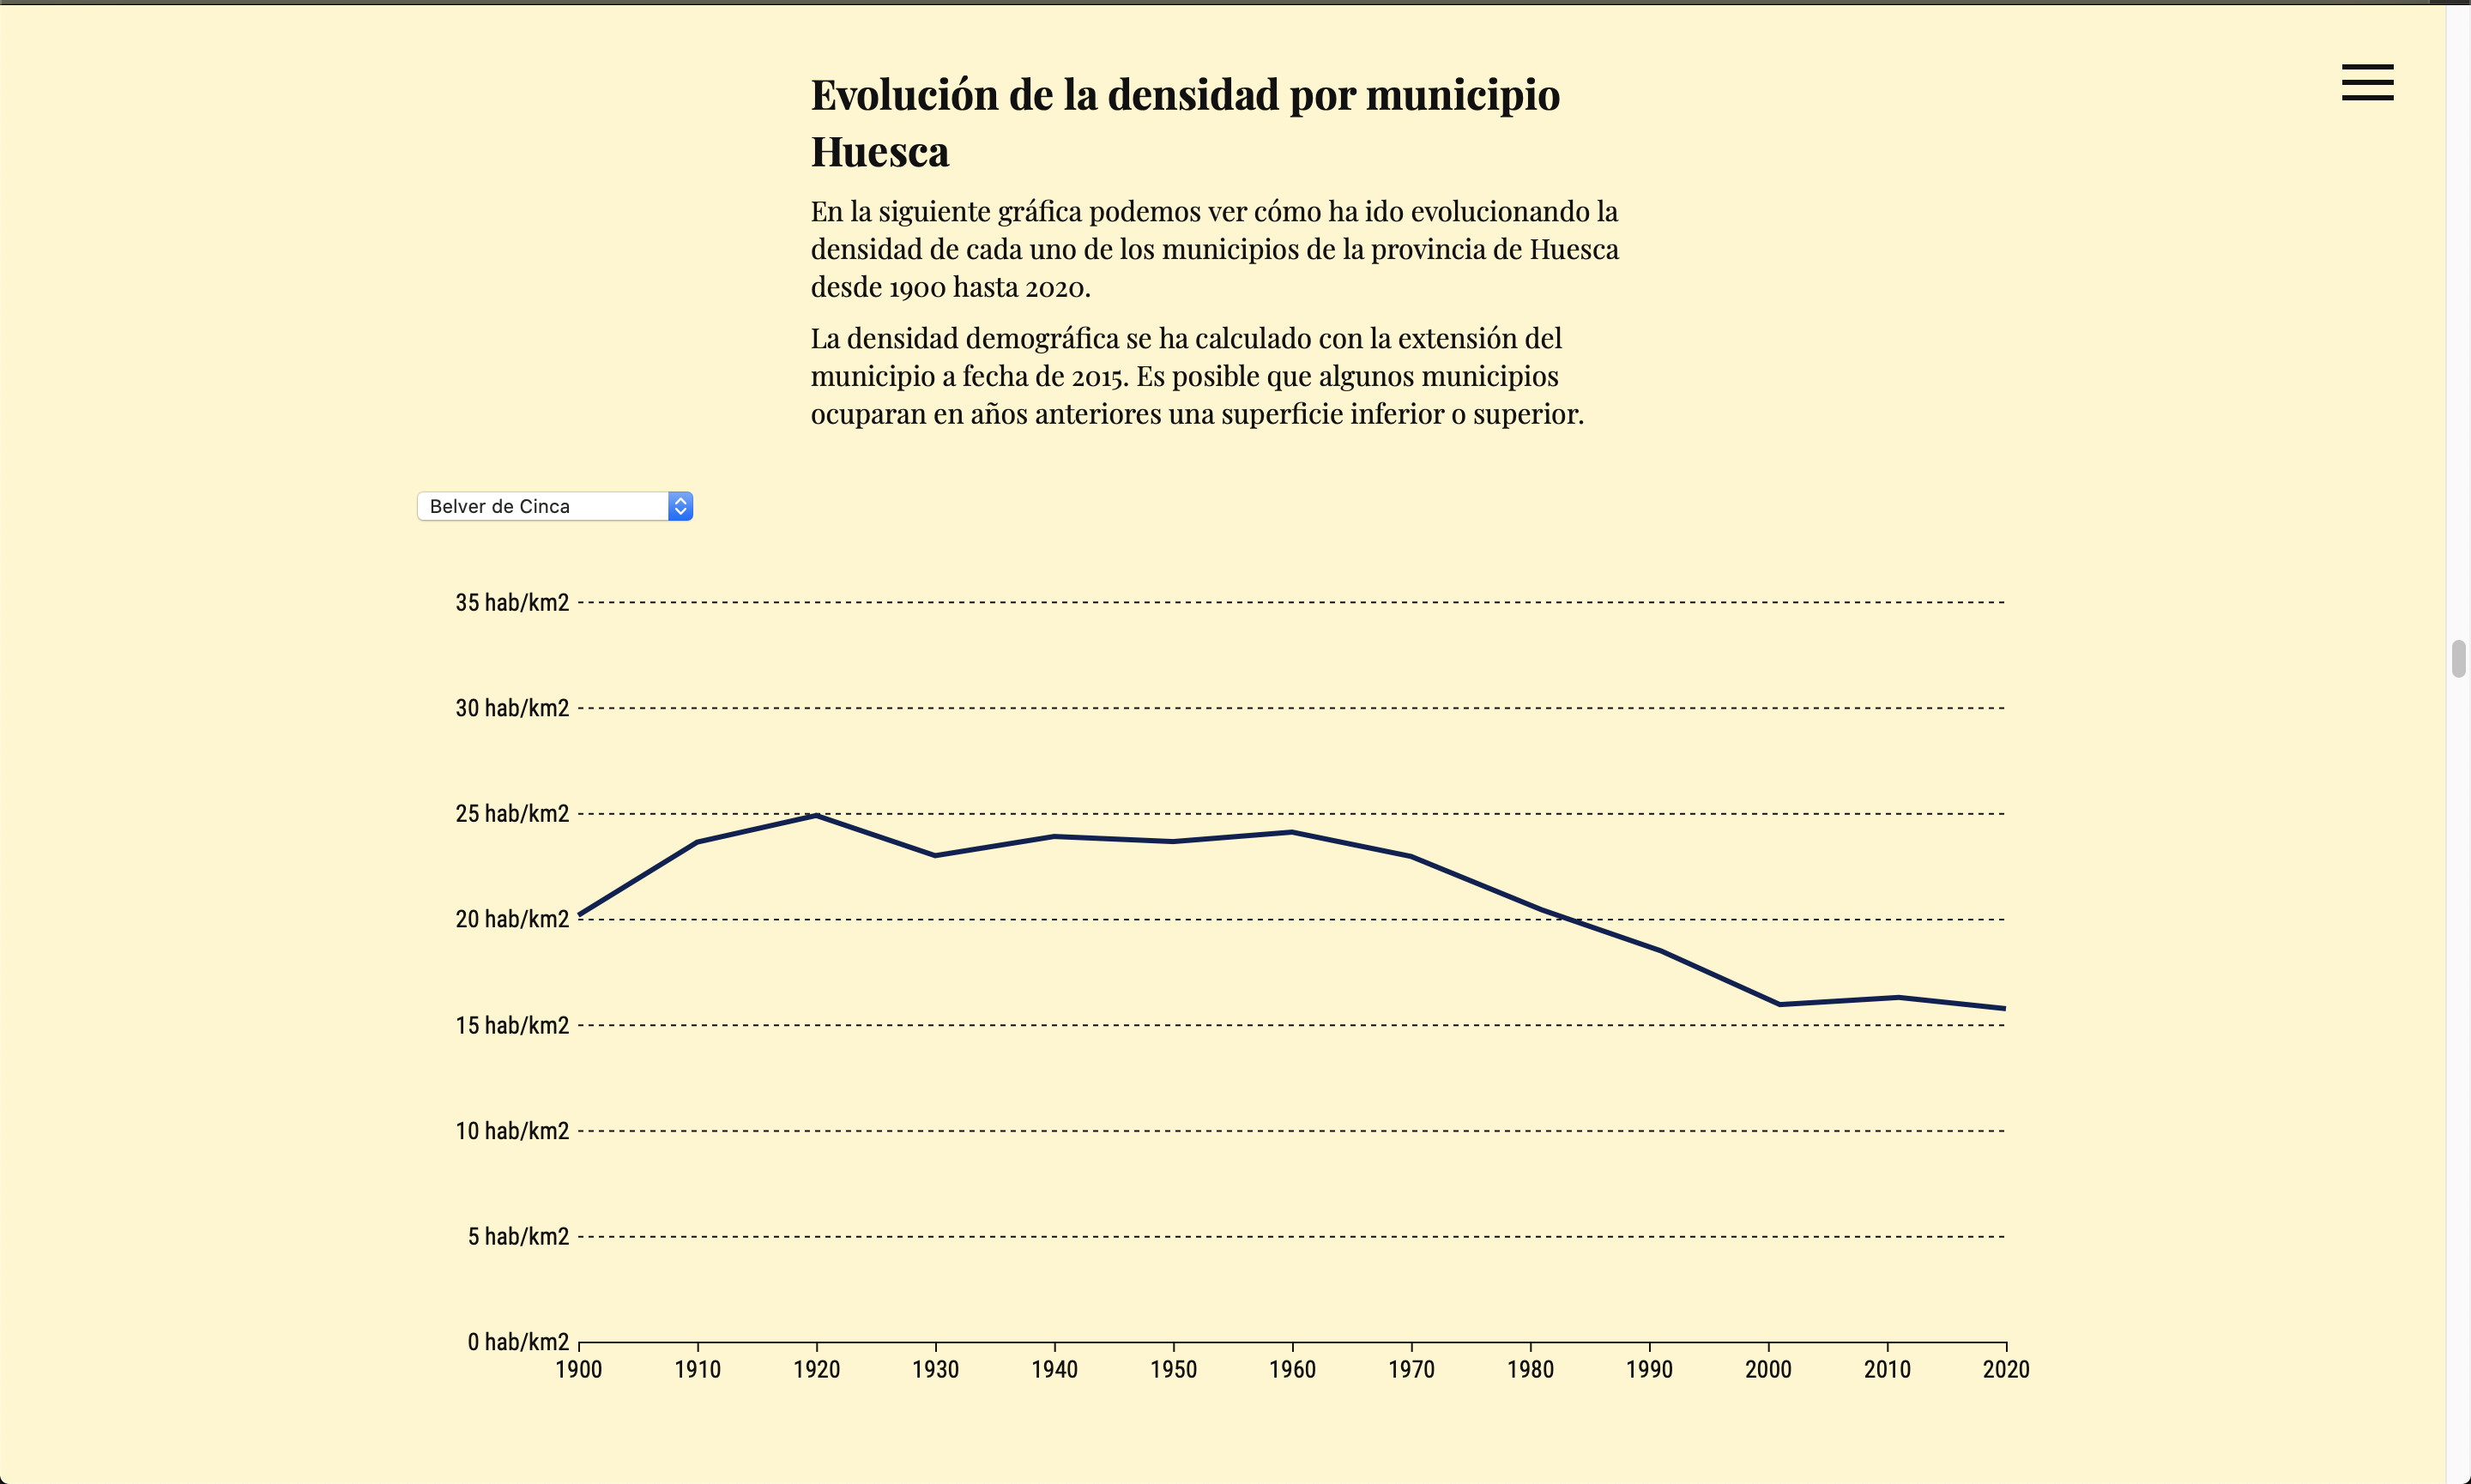 Evolución de la densidad por municipio
Huesca
En la siguiente gráfica podemos ver cómo ha ido evolucionando la
densidad de cada uno de los municipios de la provincia de Huesca
desde 1900 hasta 2020.
La densidad demográfica se ha calculado con la extensión del
municipio a fecha de 2015. Es posible que algunos municipios
ocuparan en años anteriores una superficie inferior o superior.
Belver de Cinca
35 hab/km2
30 hab/km2
25 hab/km2
20 hab/km2
15 hab/km2
10 hab/km2
5 hab/km2
0 hab/km2
1900 1910 1920 1930 1940 1950 1960 1970 1980 1990 2000 2010 2020